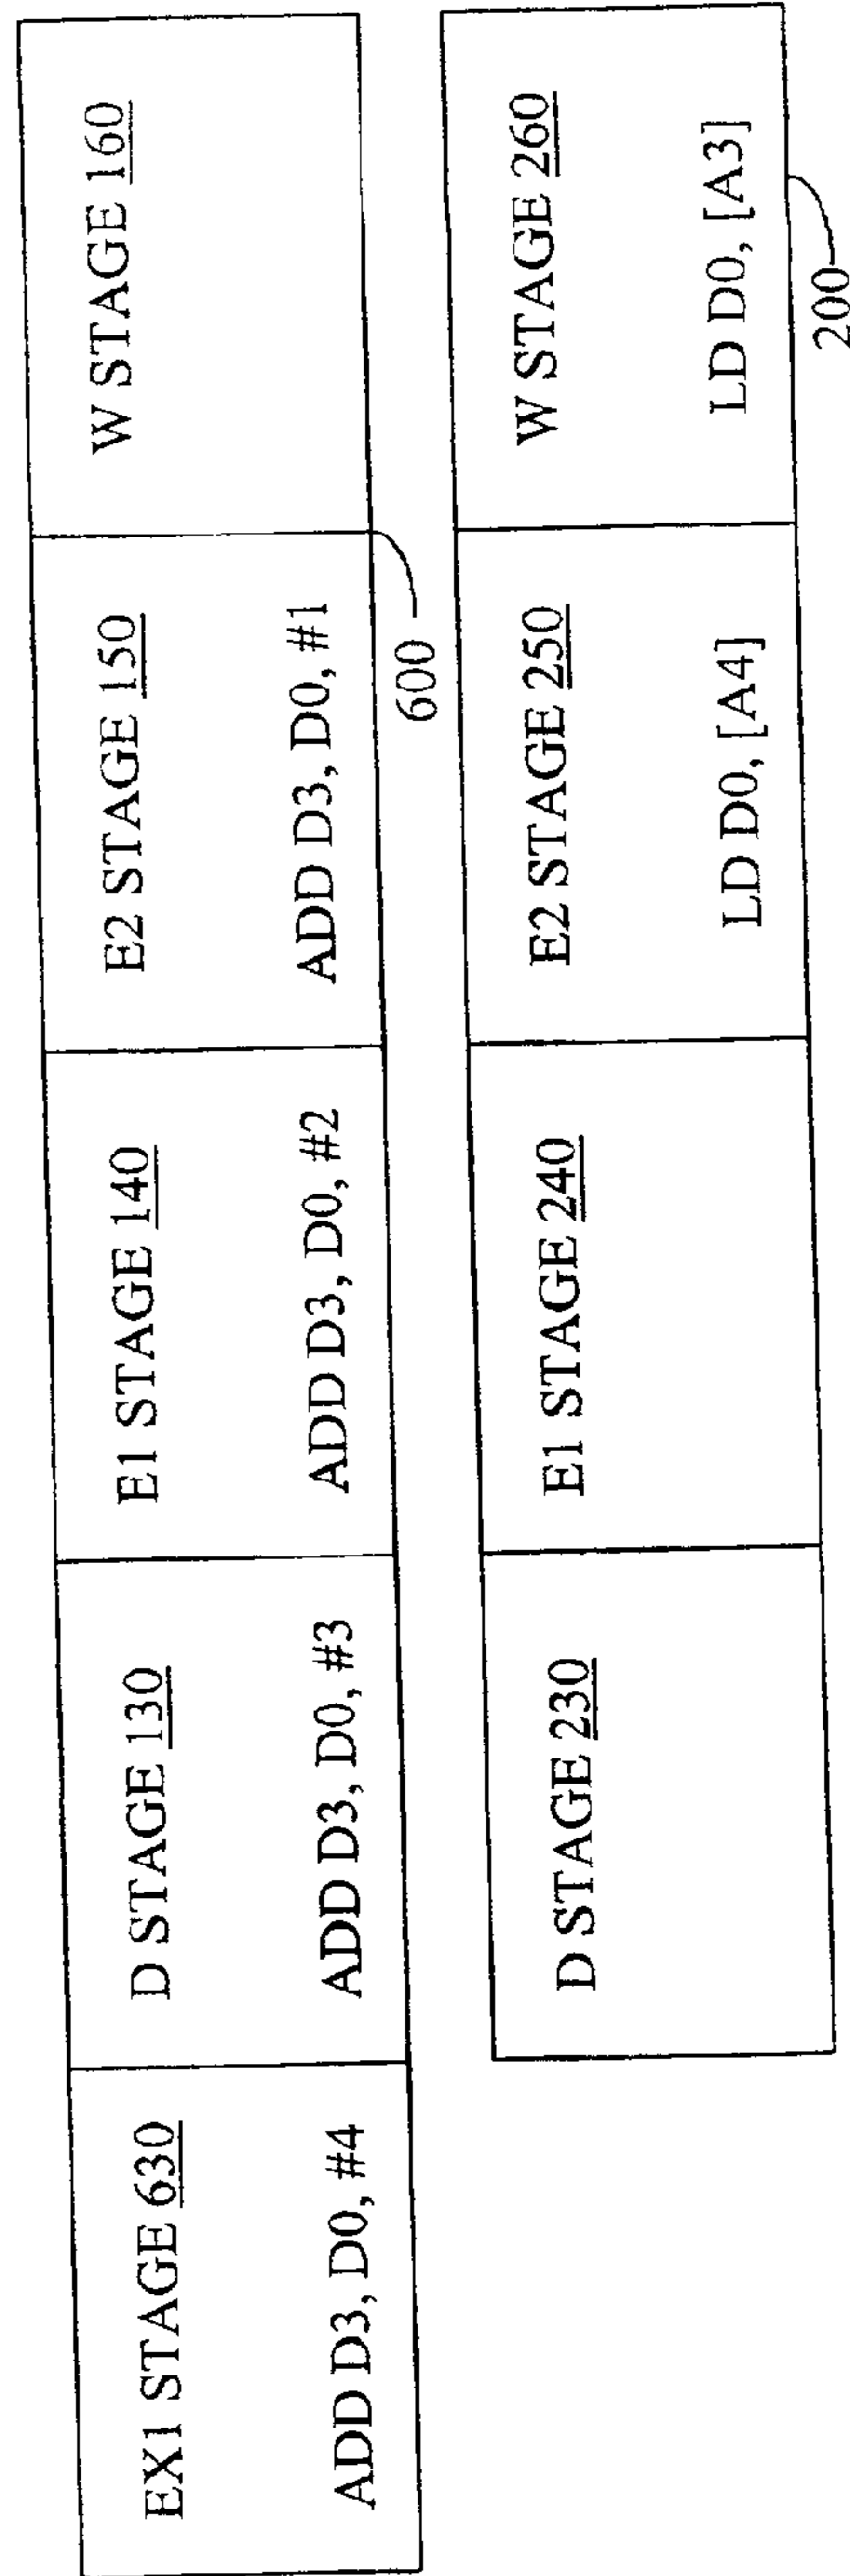 EX1 STAGE 630
ADD D3, D0, #4
D STAGE 130
ADD D3, D0, #3
E1 STAGE 140
ADD D3, D0, #2
E2 STAGE 150
ADD D3, D0, #1
W STAGE 160
600
D STAGE 230
E1 STAGE 240
E2 STAGE 250
LD D0, [A4]
W STAGE 260
LD D0, [A3]
200